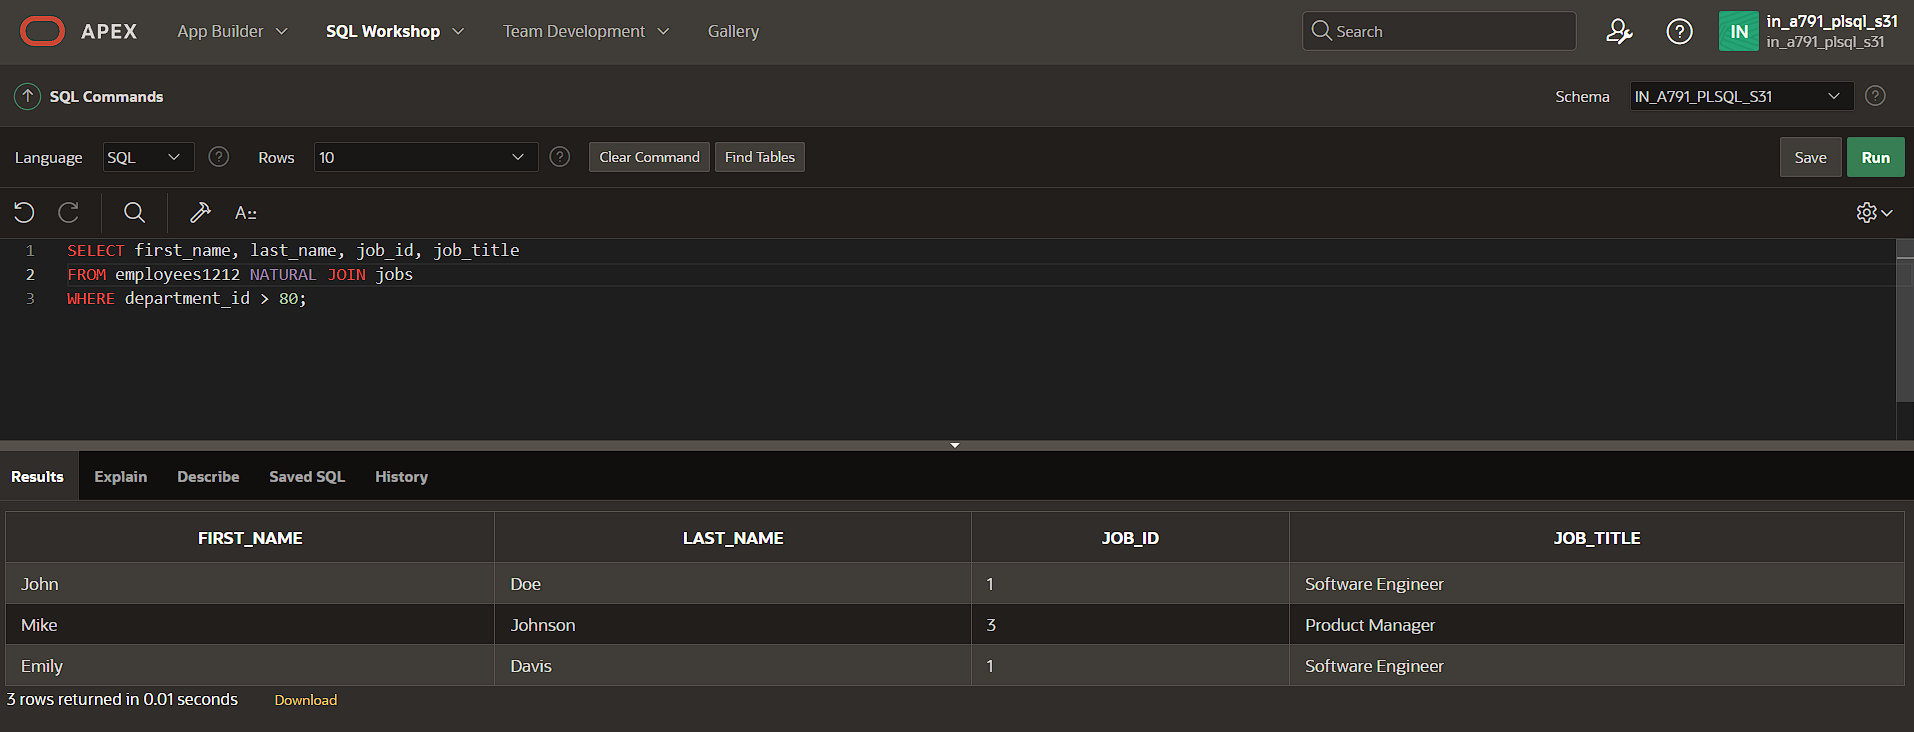 APEX App Builder SQL Workshop Team Development Gallery Search IN in_a791_plsql_s31
in_a791_plsql_s31
SQL Commands Schema IN_A791_PLSQL_S31
Language SQL Rows 10 Clear Command Find Tables Save Run
A::
1 SELECT first_name, last_name, job_id, job_title
2 FROM employees1212 NATURAL JOIN jobs
3 WHERE department_id > 80;
Results Explain Describe Saved SQL History
FIRST_NAME LAST_NAME JOB_ID JOB_TITLE
John Doe 1 Software Engineer
Mike Johnson 3 Product Manager
Emily Davis 1 Software Engineer
3 rows returned in 0.01 seconds Download